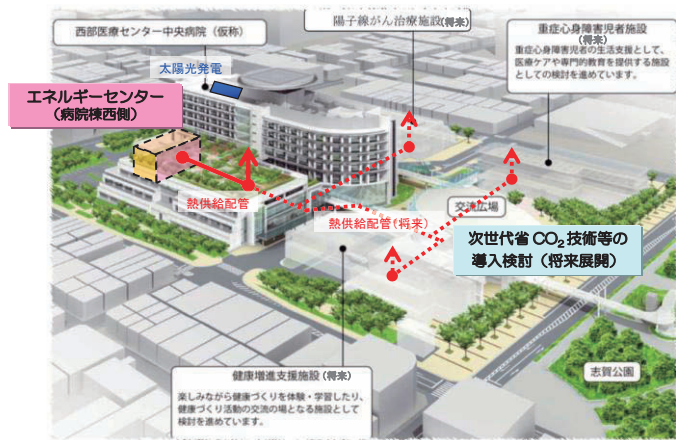 西部医療センター中央病院（仮称）
陽子線がん治療施設(将来)
重症心身障害児者施設
(将来)
重症心身障害児者の生活支援として、
医療ケアや専門的教育を提供する施設
としての検討を進めています。
太陽光発電
エネルギーセンター
（病院棟西側）
熱供給配管
熱供給配管（将来）
交流広場
次世代省CO₂技術等の
導入検討（将来展開）
志賀公園
健康増進支援施設（将来）
楽しみながら健康づくりを体験・学習したり、
健康づくり活動の交流の場となる施設として
検討を進めています。